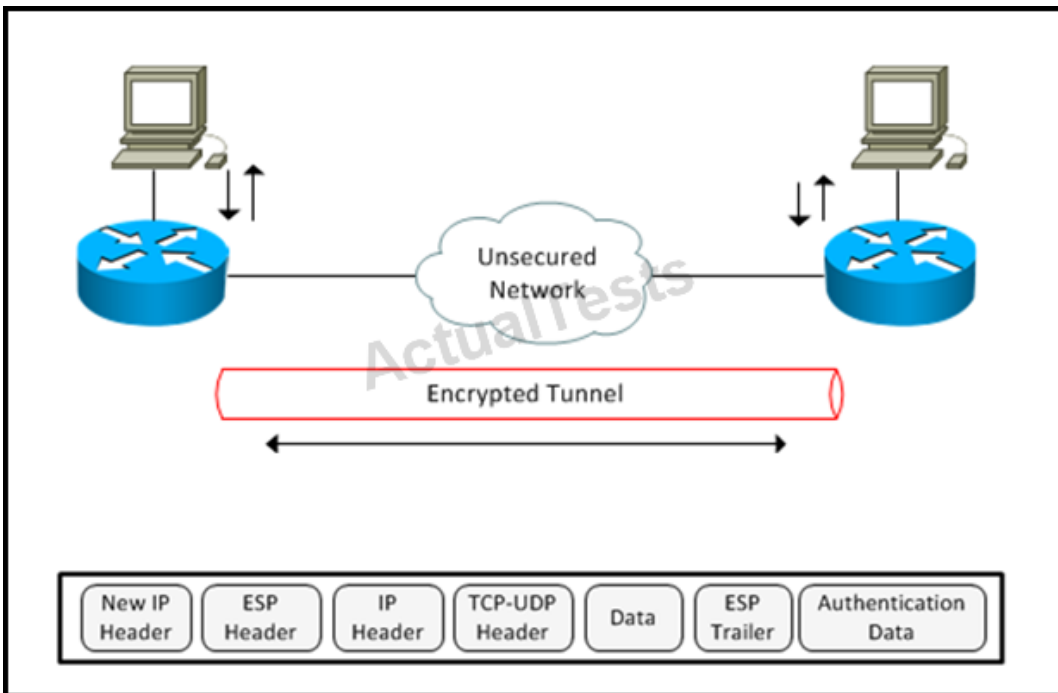 Unsecured
Network
ActualTests
Encrypted Tunnel
New IP
Header
ESP
Header
IP
Header
TCP-UDP
Header
Data
ESP
Trailer
Authentication
Data